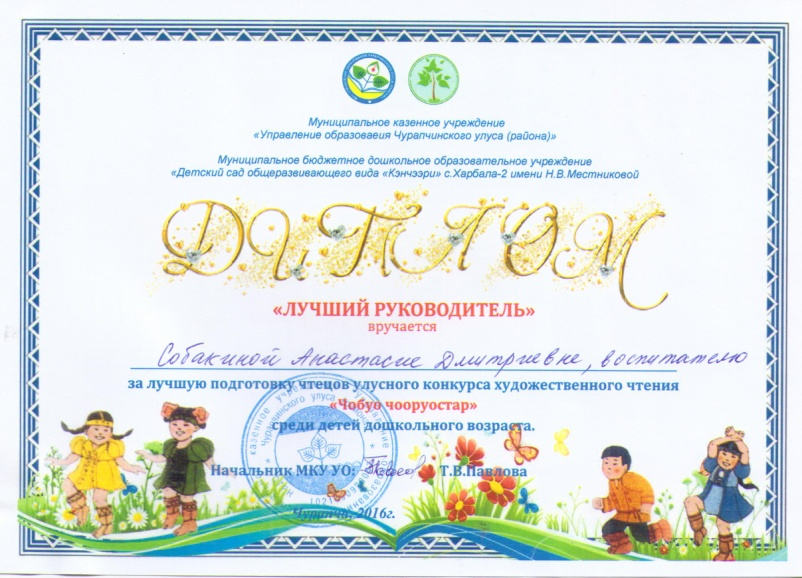 Муниципальное казенное учреждение
«Управление образоваеия Чурапчинского улуса (района)»
Муниципальное бюджетное дошкольное образовательное учреждение
«Детский сад общеразвивающего вида «Кэнчээри» с.Харбала-2 имени Н.В.Местниковой
ДИПЛОМ
«ЛУЧШИЙ РУКОВОДИТЕЛЬ»
вручается
Собакиной Анастасие Дмитриевне, воспитателю
за лучшую подготовку чтецов улусного конкурса художественного чтения
«Чобуо чооруостар»
среди детей дошкольного возраста.
Начальник МКУ УО: Т.В.Павлова
Чурапча, 2016г.